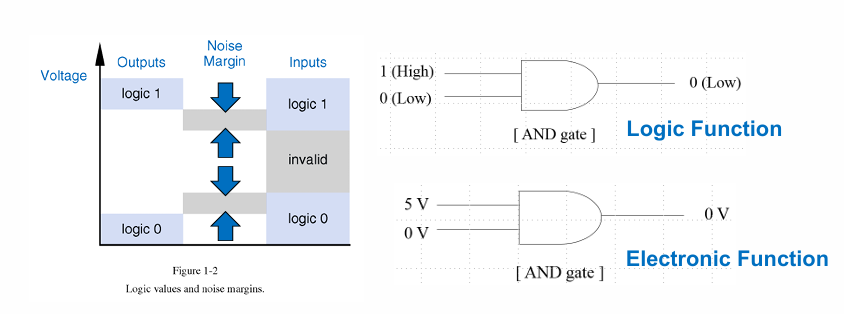 Voltage
Outputs
Noise
Margin
Inputs
logic 1
logic 1
invalid
logic 0
logic 0
Figure 1-2
Logic values and noise margins.
1 (High)
0 (Low)
0 (Low)
[ AND gate ]
Logic Function
5 V
0 V
0 V
[ AND gate ]
Electronic Function